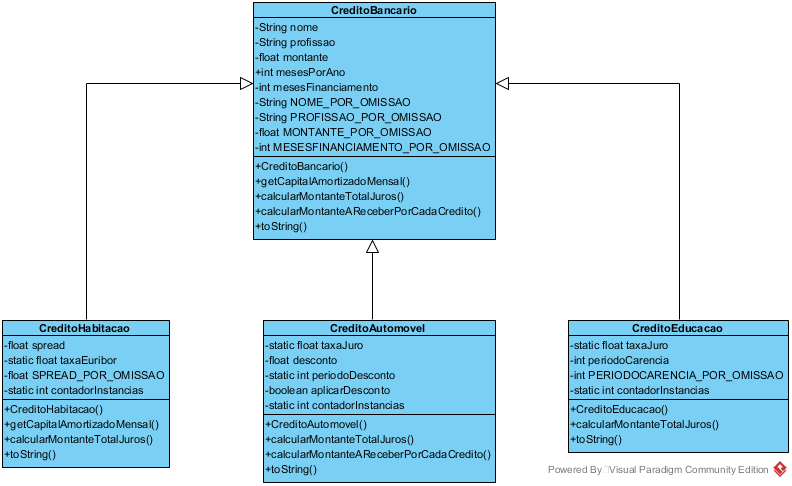 CreditoBancario
-String nome
-String profissao
-float montante
+int mesesPorAno
-int mesesFinanciamento
-String NOME_POR_OMISSAO
-String PROFISSAO_POR_OMISSAO
-float MONTANTE_POR_OMISSAO
-int MESESFINANCIAMENTO_POR_OMISSAO
+CreditoBancario()
+getCapitalAmortizadoMensal()
+calcularMontanteTotalJuros()
+calcularMontanteAReceberPorCadaCredito()
+toString()
CreditoHabitacao
-float spread
-static float taxaEuribor
-float SPREAD_POR_OMISSAO
-static int contadorInstancias
+CreditoHabitacao()
+getCapitalAmortizadoMensal()
+calcularMontanteTotalJuros()
+toString()
CreditoAutomovel
-static float taxaJuro
-float desconto
-static int periodoDesconto
-boolean aplicarDesconto
-static int contadorInstancias
+CreditoAutomovel()
+calcularMontanteTotalJuros()
+calcularMontanteAReceberPorCadaCredito()
+toString()
CreditoEducacao
-static float taxaJuro
-int periodoCarencia
-int PERIODOCARENCIA_POR_OMISSAO
-static int contadorInstancias
+CreditoEducacao()
+calcularMontanteTotalJuros()
+toString()
Powered By Visual Paradigm Community Edition